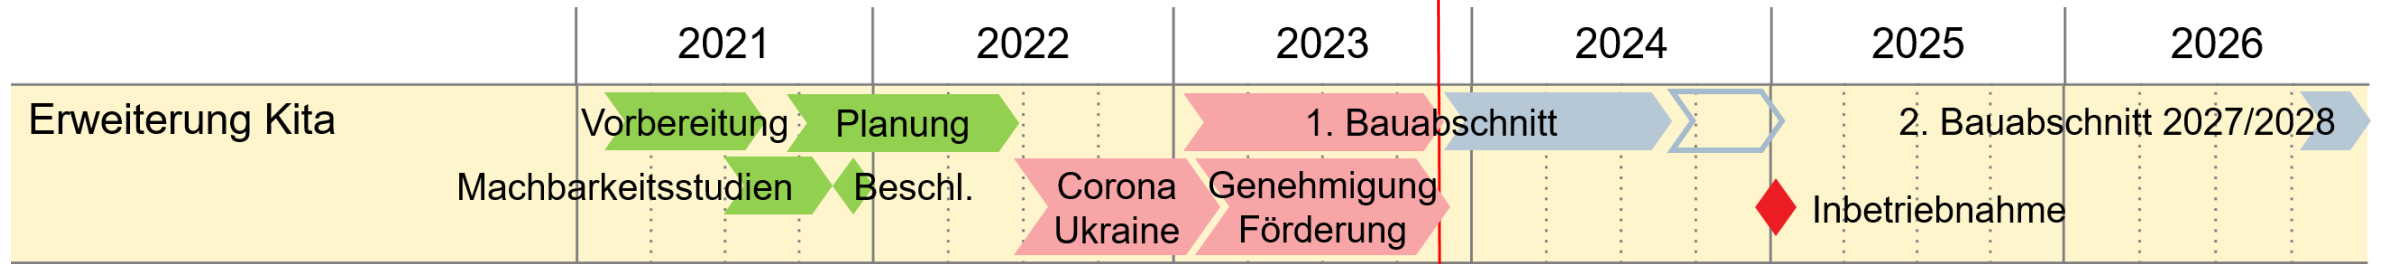 2021 2022 2023 2024 2025 2026
Erweiterung Kita
Vorbereitung Planung 1. Bauabschnitt 2. Bauabschnitt 2027/2028
Machbarkeitsstudien Beschl.
Corona
Ukraine
Genehmigung
Förderung
Inbetriebnahme